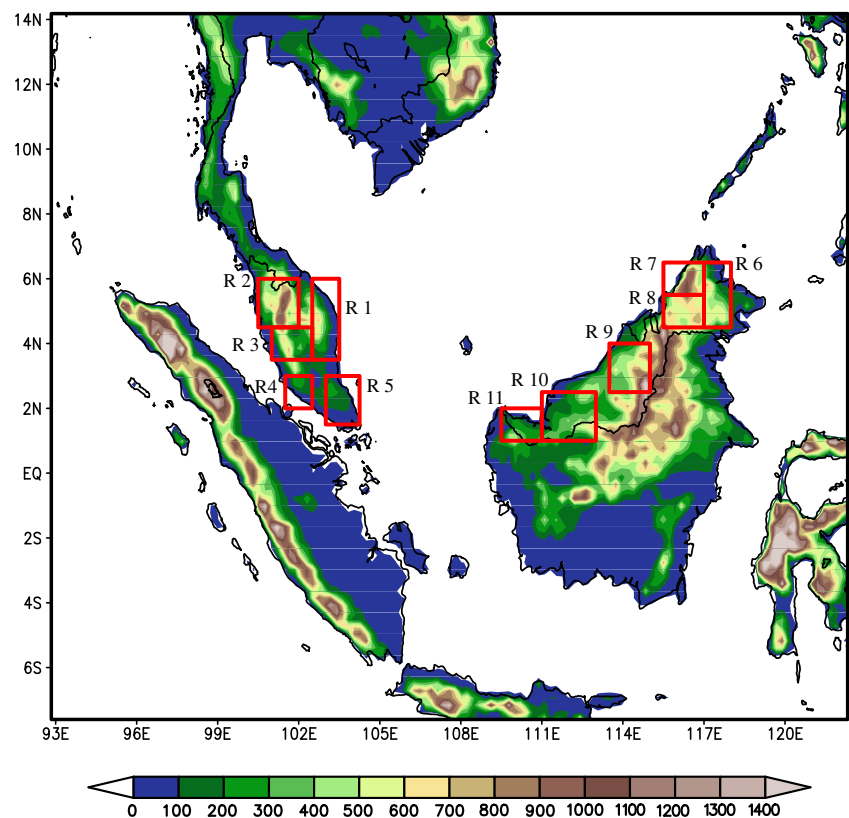 14N
12N
10N
8N
6N
4N
2N
EQ
2S
4S
6S
R 7
R 6
R 2
R 8
R 1
R 9
R 3
R 10
R4
R 5
R 11
93E 96E 99E 102E 105E 108E 111E 114E 117E 120E
0 100 200 300 400 500 600 700 800 900 1000 1100 1200 1300 1400